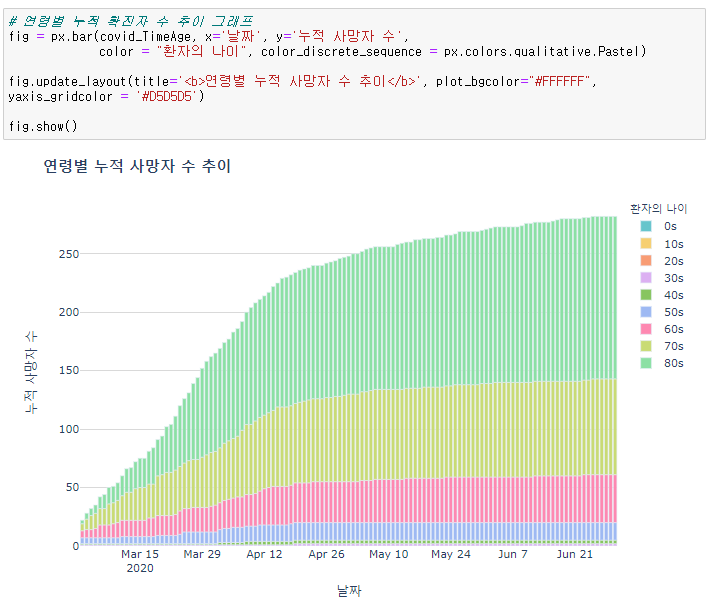 # 연령별 누적 확진자 수 추이 그래프
fig = px.bar(covid_TimeAge, x='날짜', y='누적 사망자 수',
color = "환자의 나이", color_discrete_sequence = px.colors.qualitative.Pastel)
fig.update_layout(title='<b>연령별 누적 사망자 수 추이</b>', plot_bgcolor="#FFFFFF",
yaxis_gridcolor = '#D5D5D5')
fig.show()
연령별 누적 사망자 수 추이
환자의 나이
0s
10s
20s
30s
40s
50s
60s
70s
80s
누적 사망자 수
250
200
150
100
50
0
Mar 15 Mar 29 Apr 12 Apr 26 May 10 May 24 Jun 7 Jun 21
2020
날짜